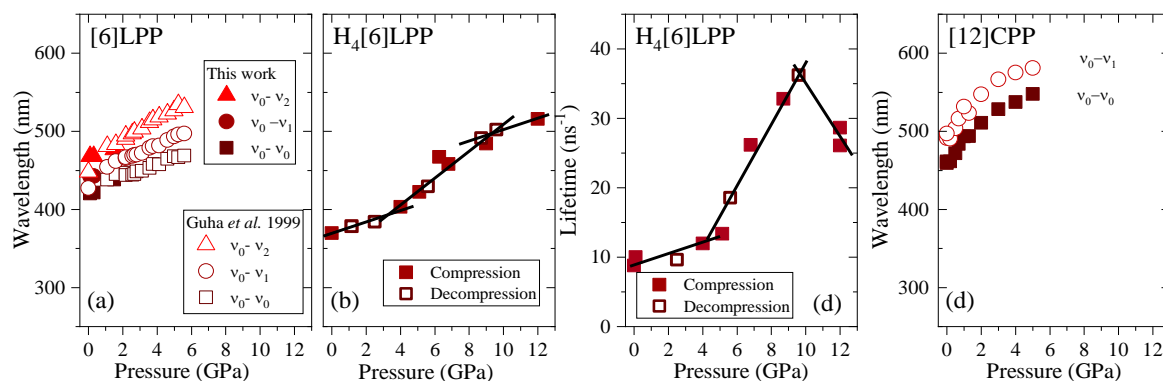 [6]LPP
This work
ν₀- ν₂
ν₀ –ν₁
ν₀- ν₀
Guha et al. 1999
ν₀- ν₂
ν₀- ν₁
ν₀- ν₀
(a)
600
500
400
300
Wavelength (nm)
0 2 4 6 8 10 12
Pressure (GPa)
H₄[6]LPP
Compression
Decompression
(b)
0 2 4 6 8 10 12
Pressure (GPa)
H₄[6]LPP
40
30
20
10
0
Lifetime (ns⁻¹)
Compression
Decompression
(d)
0 2 4 6 8 10 12
Pressure (GPa)
[12]CPP
ν₀–ν₁
ν₀–ν₀
600
500
400
300
Wavelength (nm)
(d)
0 2 4 6 8 10 12
Pressure (GPa)